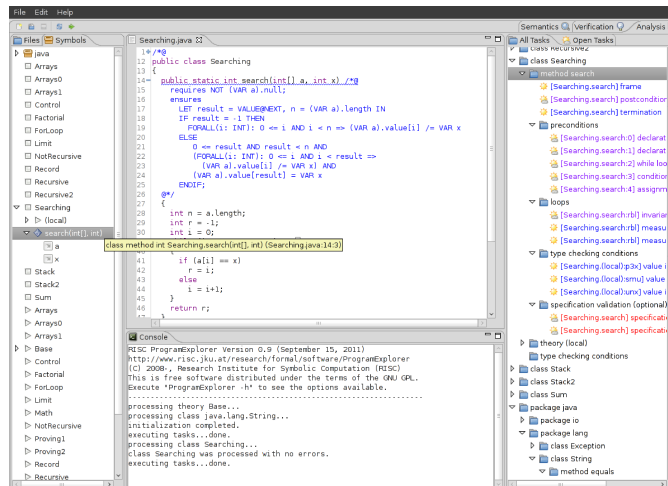 File Edit Help
Semantics Verification Analysis
Files Symbols
java
Arrays
Arrays0
Arrays1
Control
Factorial
ForLoop
Limit
NotRecursive
Record
Recursive
Recursive2
Searching
(local)
search(int[], int)
a
x
Stack
Stack2
Sum
Arrays
Arrays0
Arrays1
Base
Control
Factorial
ForLoop
Limit
Math
NotRecursive
Proving1
Proving2
Record
Recursive
Searching.java
1 /*@
12 public class Searching
13 {
14 public static int search(int[] a, int x) /*@
15 requires NOT (VAR a).null;
16 ensures
17 LET result = VALUE@NEXT, n = (VAR a).length IN
18 IF result = -1 THEN
19 FORALL(i: INT): 0 <= i AND i < n => (VAR a).value[i] /= VAR x
20 ELSE
21 0 <= result AND result < n AND
22 (FORALL(i: INT): 0 <= i AND i < result =>
23 (VAR a).value[i] /= VAR x) AND
24 (VAR a).value[result] = VAR x
25 ENDIF;
26 @*/
27 {
28 int n = a.length;
29 int r = -1;
30 int i = 0;
class method int Searching.search(int[], int) (Searching.java:14:3)
41 {
42 if (a[i] == x)
43 r = i;
43 else
44 i = i+1;
45 }
46 return r;
47 }
Console
RISC ProgramExplorer Version 0.9 (September 15, 2011)
http://www.risc.jku.at/research/formal/software/ProgramExplorer
(C) 2008-, Research Institute for Symbolic Computation (RISC)
This is free software distributed under the terms of the GNU GPL.
Execute "ProgramExplorer -h" to see the options available.
processing theory Base...
processing class java.lang.String...
initialization completed.
executing tasks...done.
processing class Searching...
class Searching was processed with no errors.
executing tasks...done.
All Tasks Open Tasks
class Recursive2
class Searching
method search
[Searching.search] frame
[Searching.search] postcondition
[Searching.search] termination
preconditions
[Searching.search:0] declarat
[Searching.search:1] declarat
[Searching.search:2] while loo
[Searching.search:3] condition
[Searching.search:4] assignm
loops
[Searching.search:rbl] invarian
[Searching.search:rbl] measu
[Searching.search:rbl] measu
type checking conditions
[Searching.(local):p3x] value i
[Searching.(local):smu] value
[Searching.(local):unx] value i
specification validation (optional)
[Searching.search] specificatio
[Searching.search] specificatio
theory (local)
type checking conditions
class Stack
class Stack2
class Sum
package java
package io
package lang
class Exception
class String
method equals